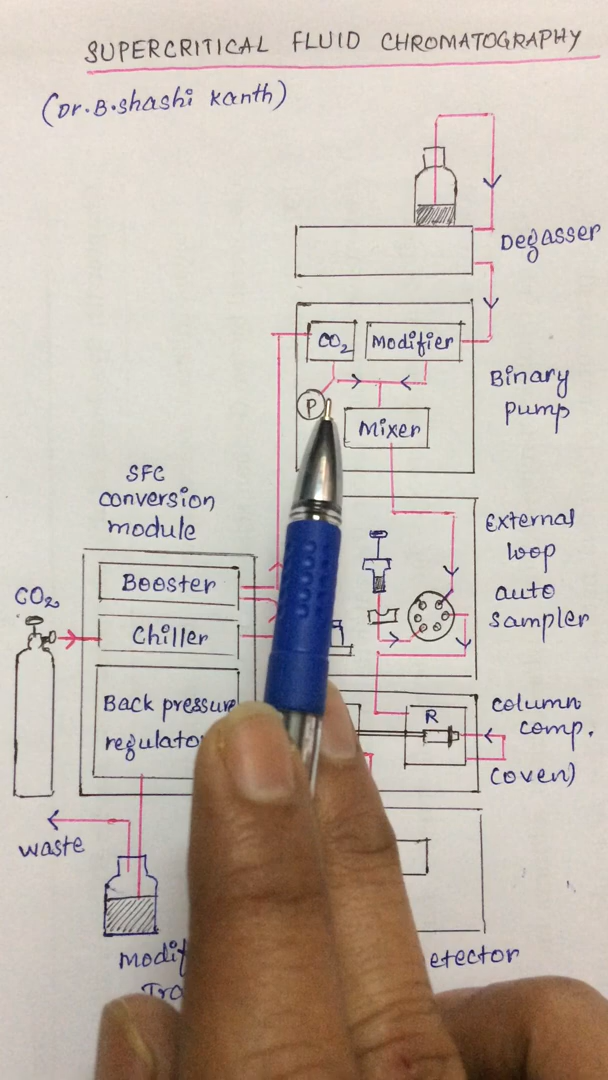 SUPERCRITICAL FLUID CHROMATOGRAPHY
(Dr.B.shashi Kanth)
Degasser
CO2
Modifier
P
Mixer
Binary
pump
SFC
conversion
module
Booster
Chiller
Back pressure
CO2
External
loop
auto
sampler
R
column
comp.
(oven)
waste